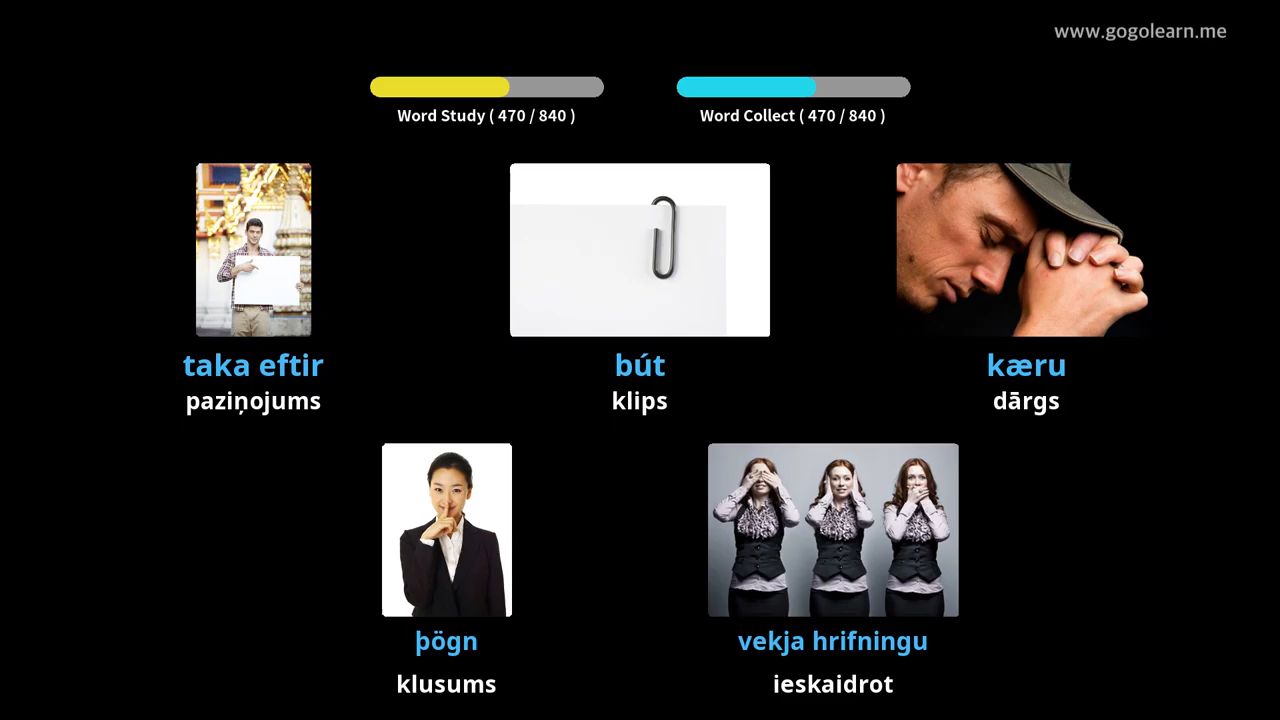 www.gogolearn.me
Word Study ( 470 / 840 )
Word Collect ( 470 / 840 )
taka eftir
paziņojums
bút
klips
kæru
dārgs
þögn
klusums
vekja hrifningu
ieskaidrot